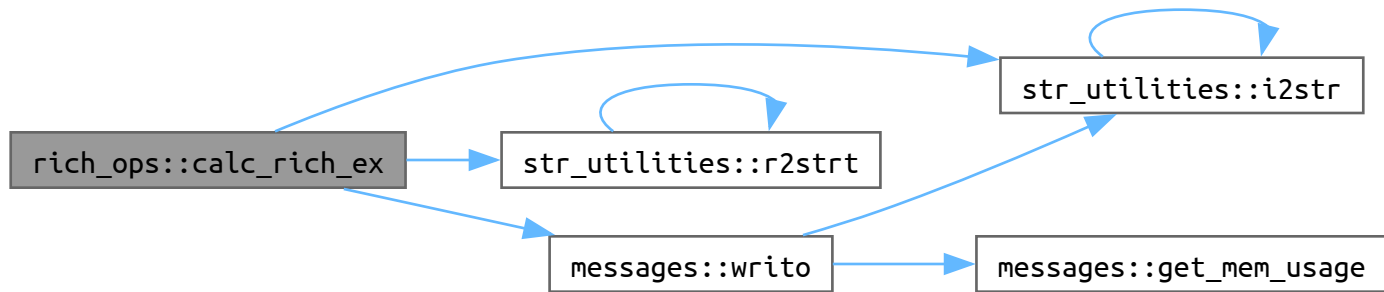 str_utilities::i2str
rich_ops::calc_rich_ex
str_utilities::r2strt
messages::writo
messages::get_mem_usage